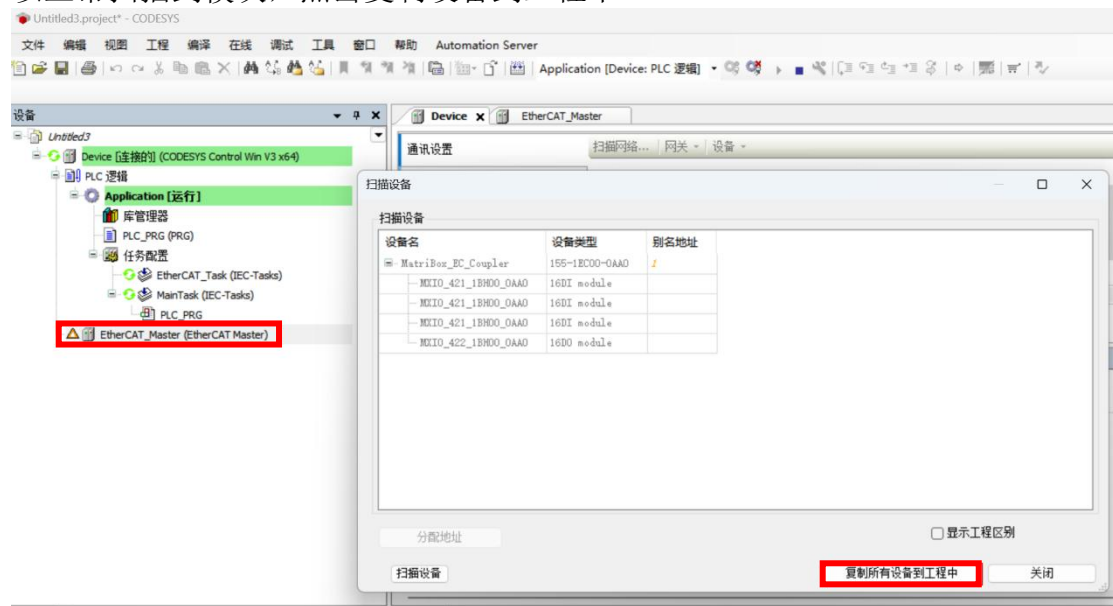 Untitled3.project* - CODESYS
文件 编辑 视图 工程 编译 在线 调试 工具 窗口 帮助 Automation Server
Application [Device: PLC 逻辑]
设备
Device
EtherCAT_Master
Untitled3
Device [连接的] (CODESYS Control Win V3 x64)
PLC 逻辑
Application [运行]
库管理器
PLC_PRG (PRG)
任务配置
EtherCAT_Task (IEC-Tasks)
MainTask (IEC-Tasks)
PLC_PRG
EtherCAT_Master (EtherCAT Master)
通讯设置
扫描网络... 网关 设备
扫描设备
扫描设备
设备名 设备类型 别名地址
MatriBox_EC_Coupler 155-1EC00-0AA0 1
MXIO_421_1BH00_0AA0 16DI module
MXIO_421_1BH00_0AA0 16DI module
MXIO_421_1BH00_0AA0 16DI module
MXIO_422_1BH00_0AA0 16DO module
分配地址
显示工程区别
扫描设备
复制所有设备到工程中
关闭